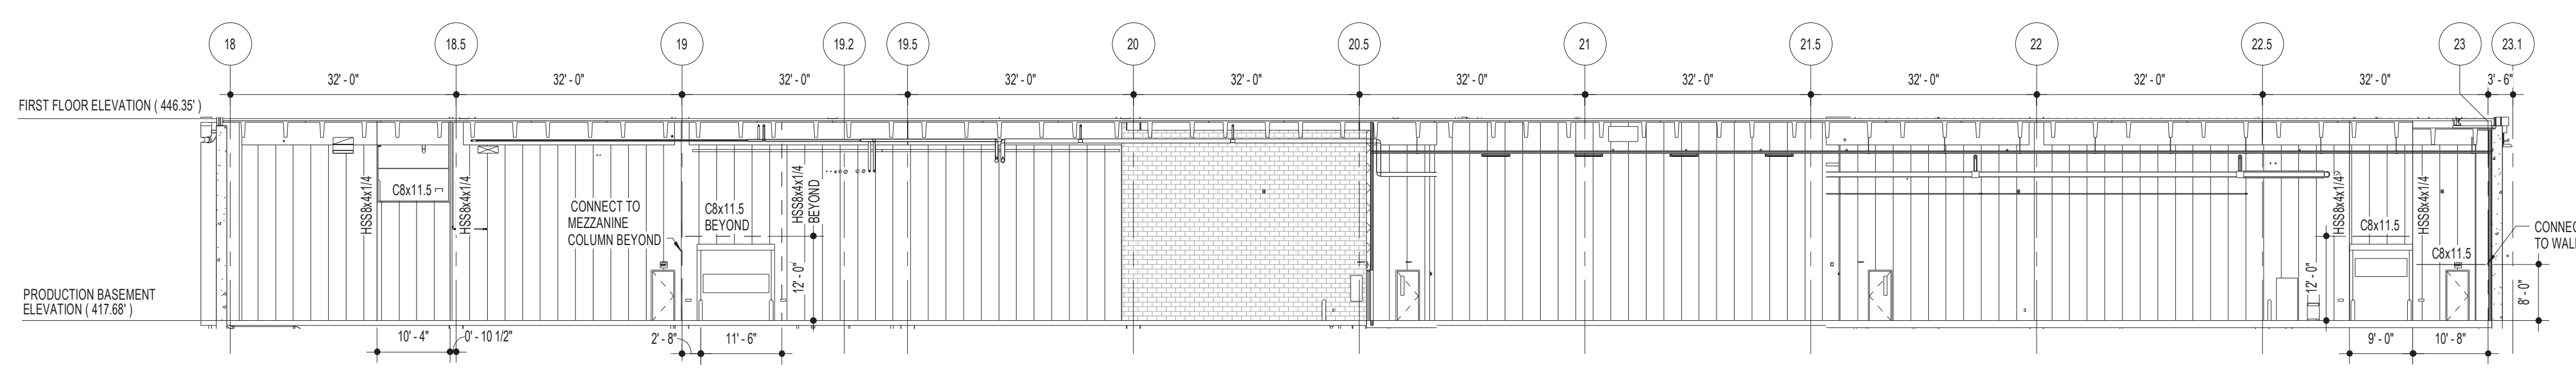 18 18.5 19 19.2 19.5 20 20.5 21 21.5 22 22.5 23 23.1
32' - 0" 32' - 0" 32' - 0" 32' - 0" 32' - 0" 32' - 0" 32' - 0" 32' - 0" 32' - 0" 32' - 0" 3' - 6"
FIRST FLOOR ELEVATION ( 446.35' )
HSS8x4x1/4
C8x11.5
HSS8x4x1/4
CONNECT TO
MEZZANINE
COLUMN BEYOND
C8x11.5
BEYOND
HSS8x4x1/4
BEYOND
12' - 0"
HSS8x4x1/4
C8x11.5
HSS8x4x1/4
C8x11.5
12' - 0"
CONNEC
TO WAL
8' - 0"
PRODUCTION BASEMENT
ELEVATION ( 417.68' )
10' - 4" 0' - 10 1/2" 2' - 8" 11' - 6" 9' - 0" 10' - 8"